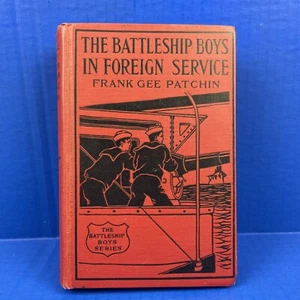 THE BATTLESHIP BOYS
IN FOREIGN SERVICE
FRANK GEE PATCHIN
THE
BATTLESHIP
BOYS
SERIES